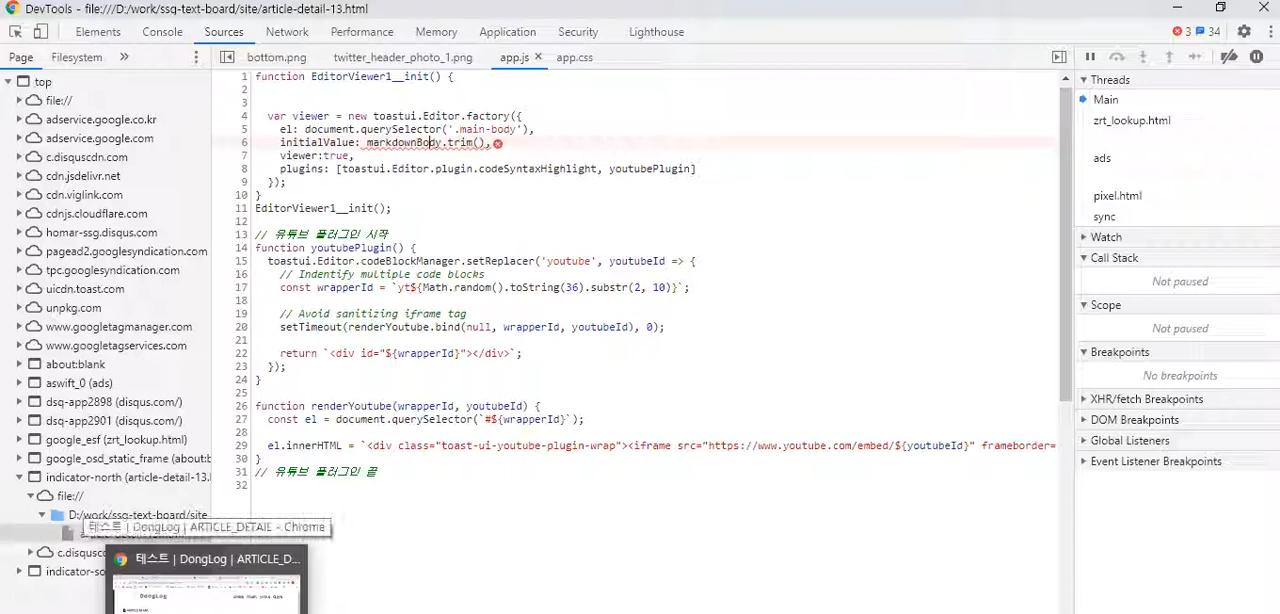 DevTools - file:///D:/work/ssg-text-board/site/article-detail-13.html
Elements Console Sources Network Performance Memory Application Security Lighthouse 3 34
Page Filesystem » bottom.png twitter_header_photo_1.png app.js × app.css
top
file://
adservice.google.co.kr
adservice.google.com
c.disquscdn.com
cdn.jsdelivr.net
cdn.viglink.com
cdnjs.cloudflare.com
homar-ssg.disqus.com
pagead2.googlesyndication.com
tpc.googlesyndication.com
uicdn.toast.com
unpkg.com
www.googletagmanager.com
www.googletagservices.com
about:blank
aswift_0 (ads)
dsq-app2898 (disqus.com/)
dsq-app2901 (disqus.com/)
google_esf (zrt_lookup.html)
google_osd_static_frame (about:b
indicator-north (article-detail-13.
file://
D:/work/ssg-text-board/site
c.disquscc
indicator-so
테스트 | DongLog | ARTICLE_DETAIL - Chrome
테스트 | DongLog | ARTICLE_D...
DongLog
1 function EditorViewer1__init() {
2
3
4 var viewer = new toastui.Editor.factory({
5 el: document.querySelector('.main-body'),
6 initialValue: markdownBody.trim(),
7 viewer:true,
8 plugins: [toastui.Editor.plugin.codeSyntaxHighlight, youtubePlugin]
9 });
10 }
11 EditorViewer1__init();
12
13 // 유튜브 플러그인 시작
14 function youtubePlugin() {
15 toastui.Editor.codeBlockManager.setReplacer('youtube', youtubeId => {
16 // Indentify multiple code blocks
17 const wrapperId = `yt${Math.random().toString(36).substr(2, 10)}`;
18
19 // Avoid sanitizing iframe tag
20 setTimeout(renderYoutube.bind(null, wrapperId, youtubeId), 0);
21
22 return `<div id="${wrapperId}"></div>`;
23 });
24 }
25
26 function renderYoutube(wrapperId, youtubeId) {
27 const el = document.querySelector(`#${wrapperId}`);
28
29 el.innerHTML = `<div class="toast-ui-youtube-plugin-wrap"><iframe src="https://www.youtube.com/embed/${youtubeId}" frameborder=
30 }
31 // 유튜브 플러그인 끝
32
Threads
Main
zrt_lookup.html
ads
pixel.html
sync
Watch
Call Stack
Not paused
Scope
Not paused
Breakpoints
No breakpoints
XHR/fetch Breakpoints
DOM Breakpoints
Global Listeners
Event Listener Breakpoints